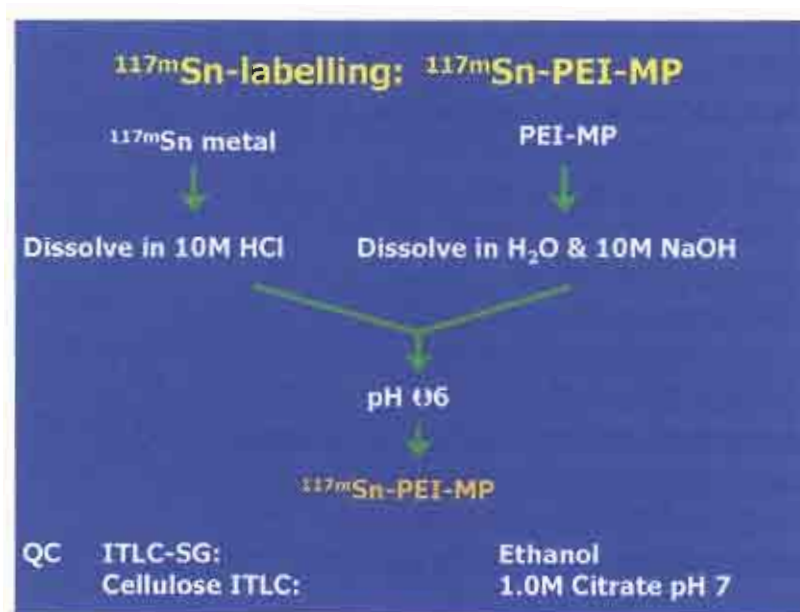 ¹¹⁷ᵐSn-labelling: ¹¹⁷ᵐSn-PEI-MP
¹¹⁷ᵐSn metal PEI-MP
Dissolve in 10M HCl Dissolve in H₂O & 10M NaOH
pH 6
¹¹⁷ᵐSn-PEI-MP
QC ITLC-SG: Ethanol
Cellulose ITLC: 1.0M Citrate pH 7